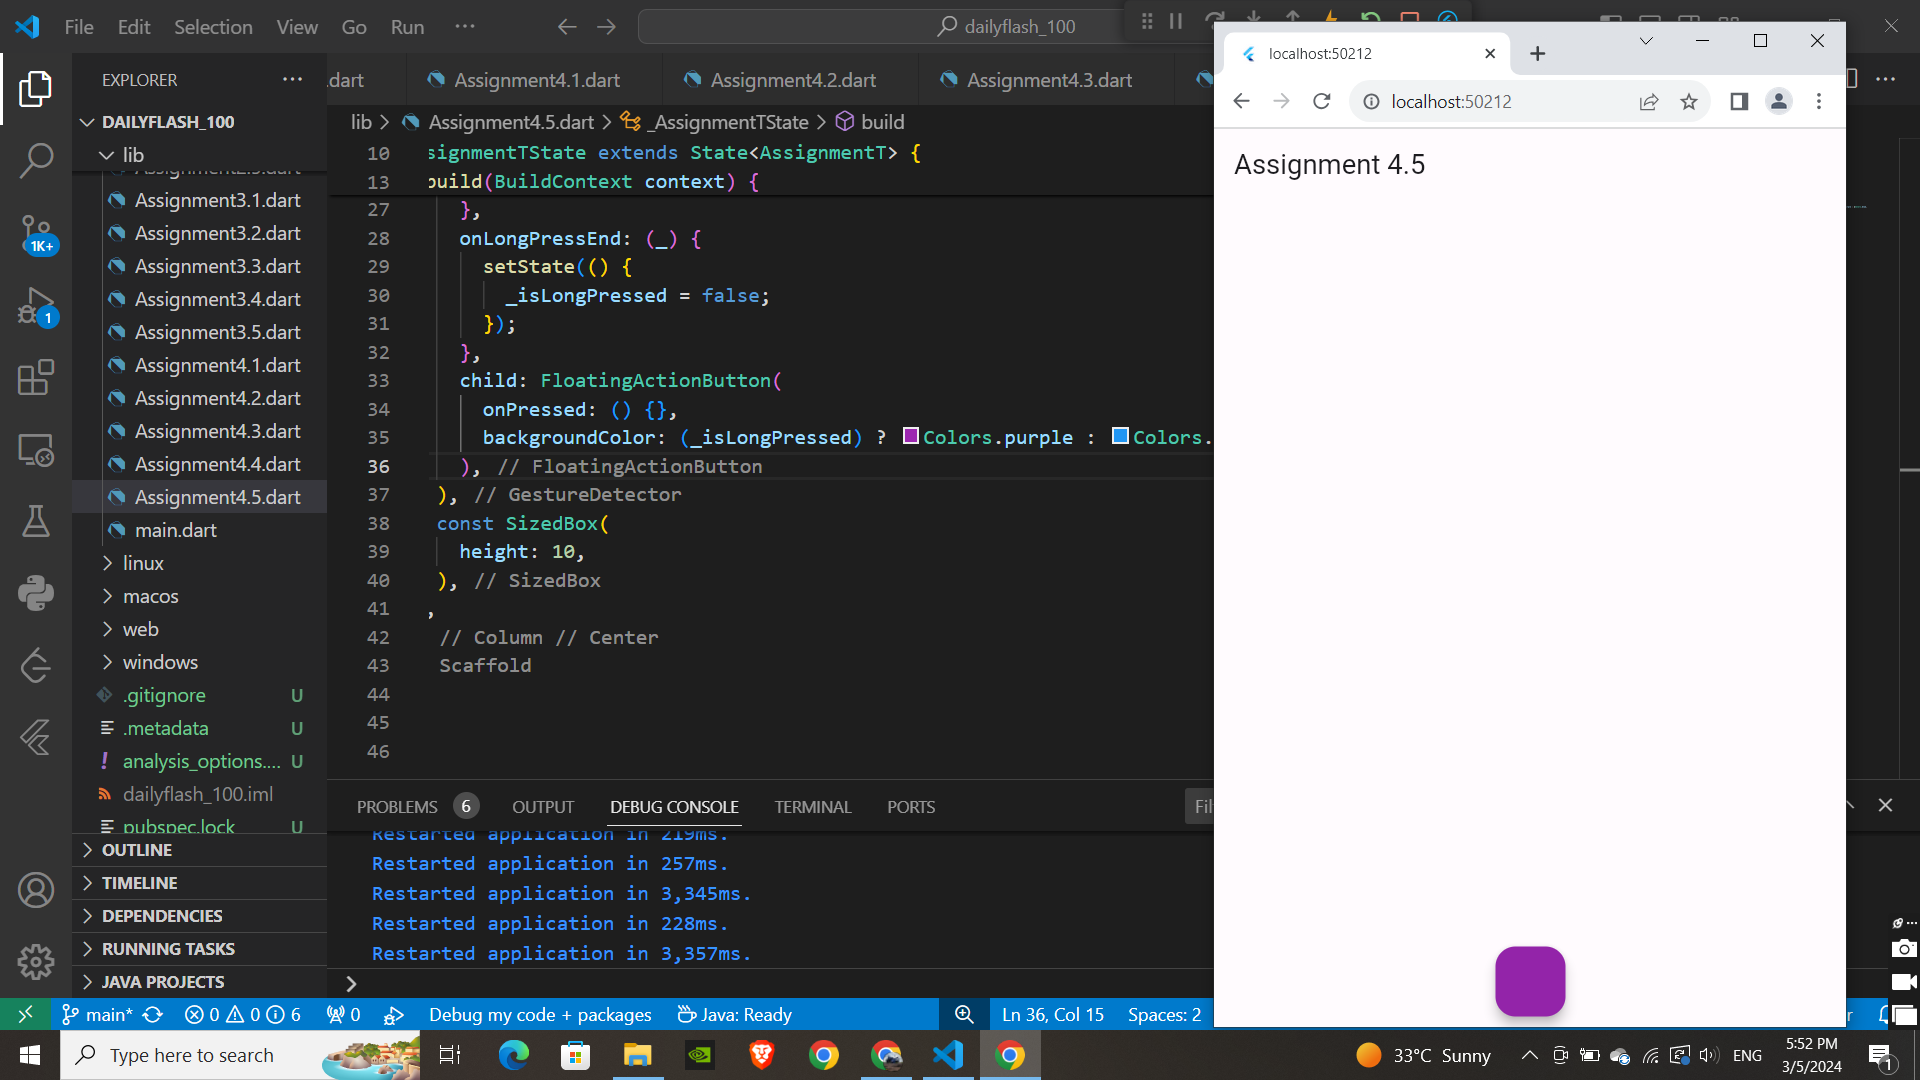 File Edit Selection View Go Run ···
dailyflash_100
EXPLORER
DAILYFLASH_100
lib
Assignment3.1.dart
Assignment3.2.dart
Assignment3.3.dart
Assignment3.4.dart
Assignment3.5.dart
Assignment4.1.dart
Assignment4.2.dart
Assignment4.3.dart
Assignment4.4.dart
Assignment4.5.dart
main.dart
linux
macos
web
windows
.gitignore U
.metadata U
analysis_options.... U
dailyflash_100.iml
pubspec.lock U
OUTLINE
TIMELINE
DEPENDENCIES
RUNNING TASKS
JAVA PROJECTS
1K+
1
.dart Assignment4.1.dart Assignment4.2.dart Assignment4.3.dart
lib > Assignment4.5.dart > _AssignmentTState > build
10 signmentTState extends State<AssignmentT> {
13 build(BuildContext context) {
27 },
28 onLongPressEnd: (_) {
29 setState(() {
30 _isLongPressed = false;
31 });
32 },
33 child: FloatingActionButton(
34 onPressed: () {},
35 backgroundColor: (_isLongPressed) ? Colors.purple : Colors.
36 ), // FloatingActionButton
37 ), // GestureDetector
38 const SizedBox(
39 height: 10,
40 ), // SizedBox
41 ,
42 // Column // Center
43 Scaffold
44
45
46
PROBLEMS 6 OUTPUT DEBUG CONSOLE TERMINAL PORTS Fil
Restarted application in 219ms.
Restarted application in 257ms.
Restarted application in 3,345ms.
Restarted application in 228ms.
Restarted application in 3,357ms.
>
main* 0 0 6 0 Debug my code + packages Java: Ready Ln 36, Col 15 Spaces: 2
localhost:50212
localhost:50212
Assignment 4.5
Type here to search
33°C Sunny
ENG
5:52 PM
3/5/2024
1